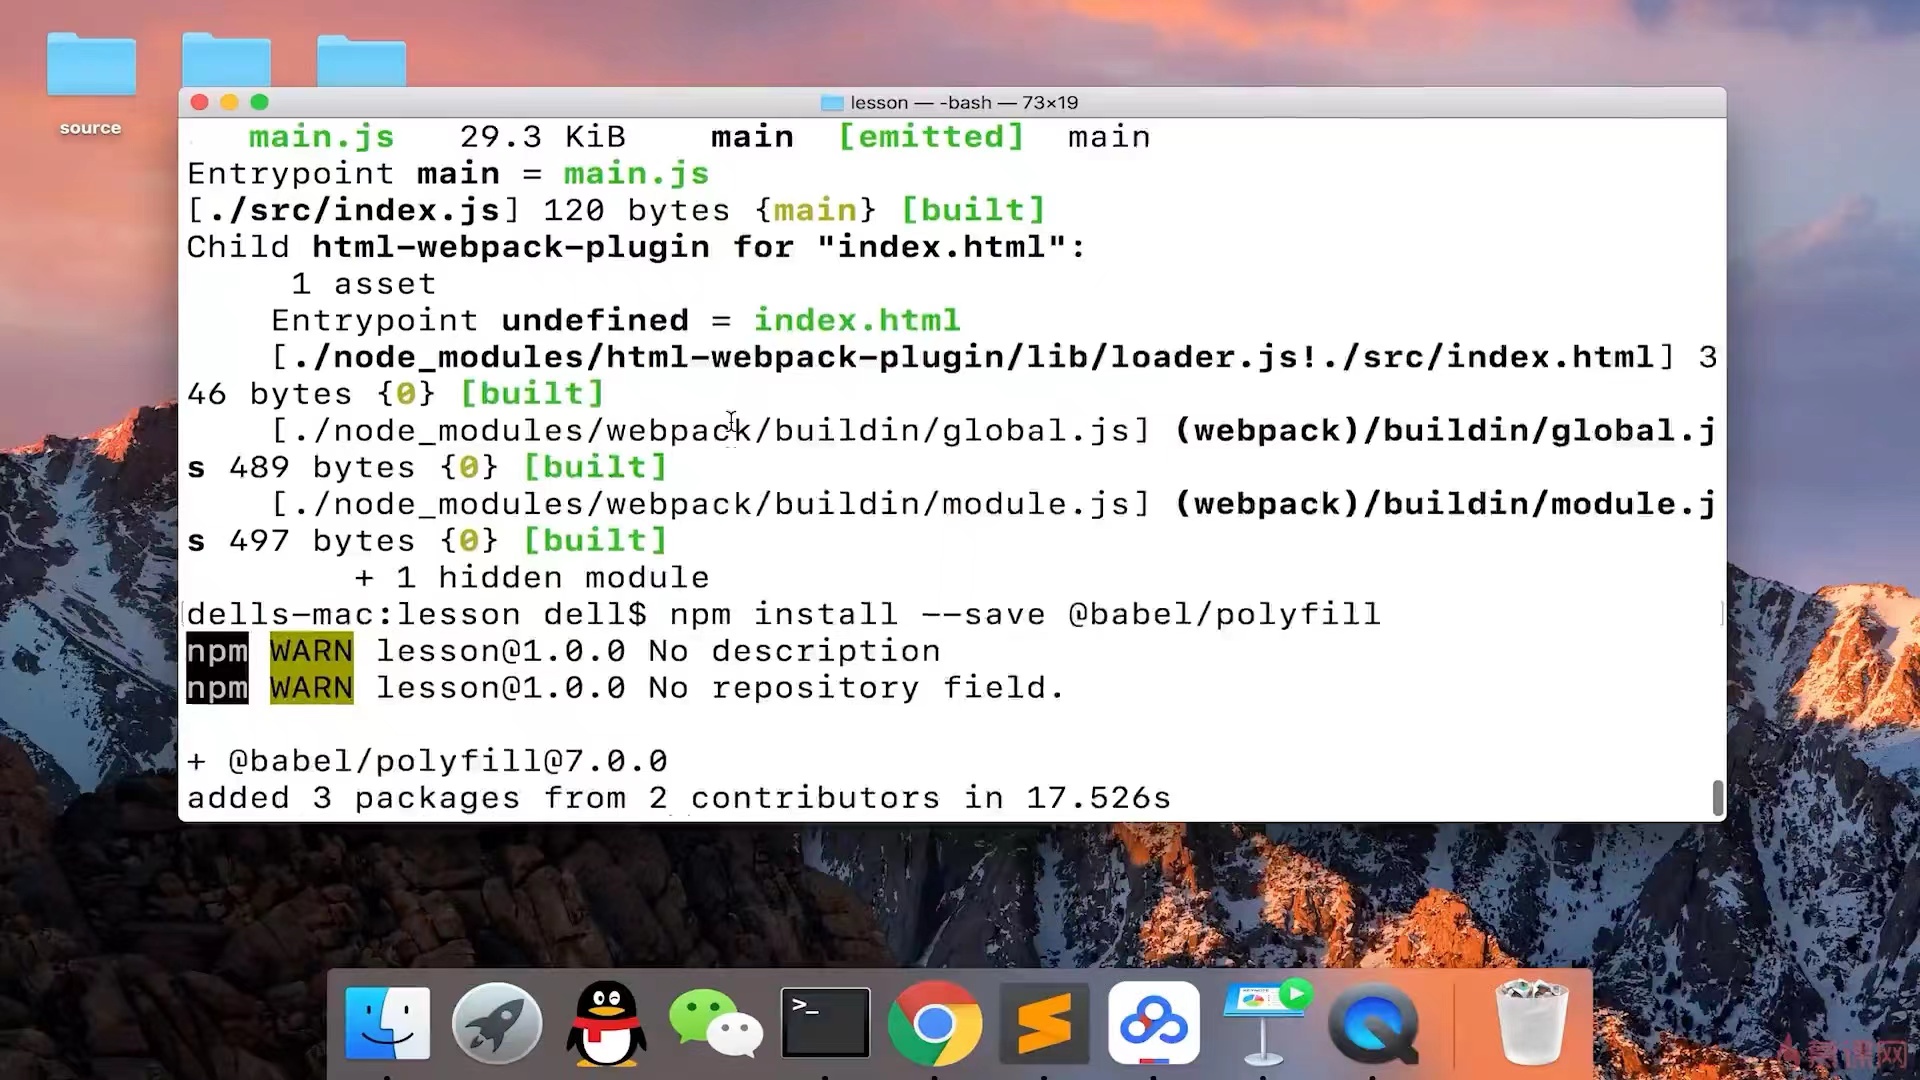 source
lesson — -bash — 73×19
main.js 29.3 KiB main [emitted] main
Entrypoint main = main.js
[./src/index.js] 120 bytes {main} [built]
Child html-webpack-plugin for "index.html":
1 asset
Entrypoint undefined = index.html
[./node_modules/html-webpack-plugin/lib/loader.js!./src/index.html] 3
46 bytes {0} [built]
[./node_modules/webpack/buildin/global.js] (webpack)/buildin/global.j
s 489 bytes {0} [built]
[./node_modules/webpack/buildin/module.js] (webpack)/buildin/module.j
s 497 bytes {0} [built]
+ 1 hidden module
dells-mac:lesson dell$ npm install --save @babel/polyfill
npm WARN lesson@1.0.0 No description
npm WARN lesson@1.0.0 No repository field.
+ @babel/polyfill@7.0.0
added 3 packages from 2 contributors in 17.526s
慕课网